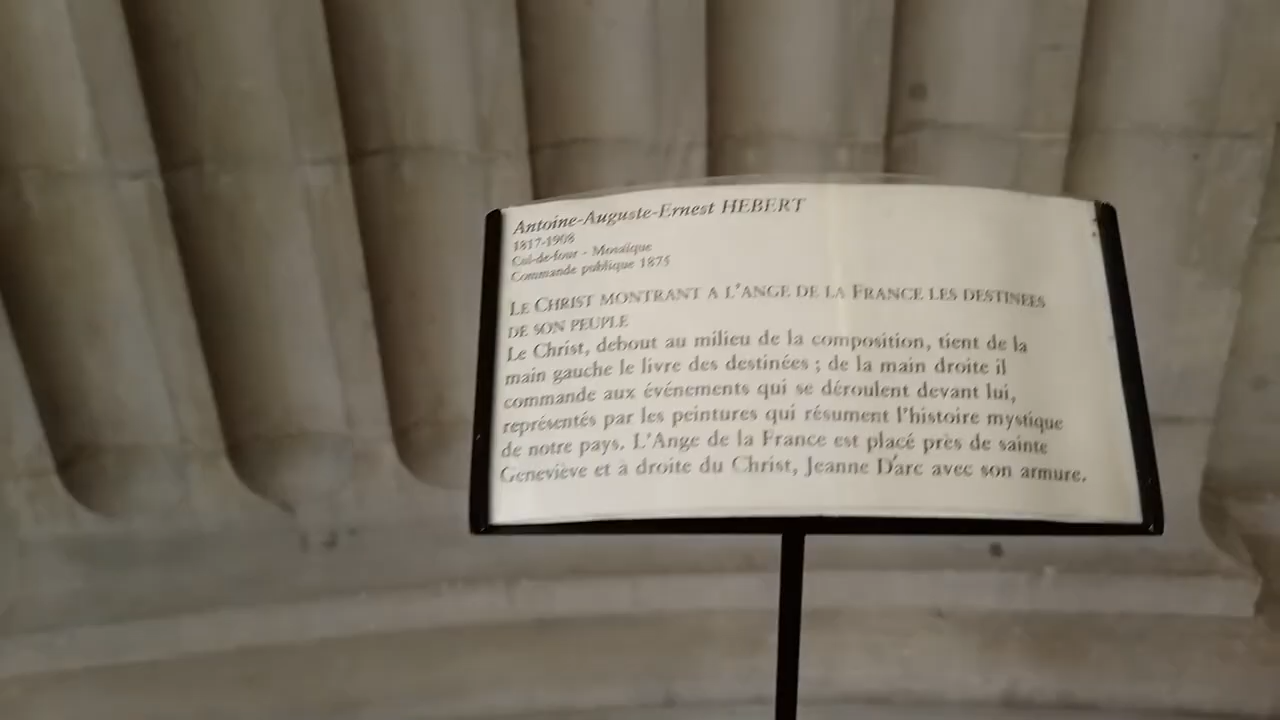 Antoine-Auguste-Ernest HEBERT
1817-1908
Cul-de-four - Mosaïque
Commande publique 1875
LE CHRIST MONTRANT A L'ANGE DE LA FRANCE LES DESTINEES
DE SON PEUPLE
Le Christ, debout au milieu de la composition, tient de la
main gauche le livre des destinées ; de la main droite il
commande aux événements qui se déroulent devant lui,
représentés par les peintures qui résument l'histoire mystique
de notre pays. L'Ange de la France est placé près de sainte
Geneviève et à droite du Christ, Jeanne D'arc avec son armure.